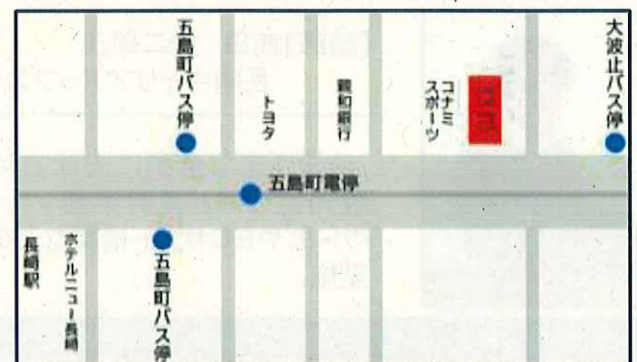 五島町バス停
トヨタ
親和銀行
コナミ
スポーツ
大波止バス停
五島町電停
長崎駅
ホテルニュー長崎
五島町バス停